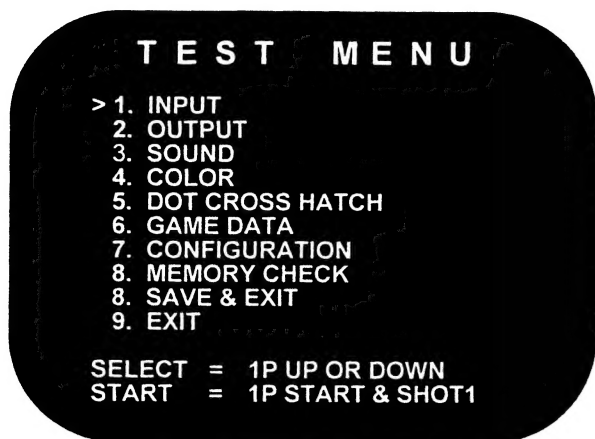 TEST MENU
> 1. INPUT
2. OUTPUT
3. SOUND
4. COLOR
5. DOT CROSS HATCH
6. GAME DATA
7. CONFIGURATION
8. MEMORY CHECK
8. SAVE & EXIT
9. EXIT
SELECT = 1P UP OR DOWN
START = 1P START & SHOT1